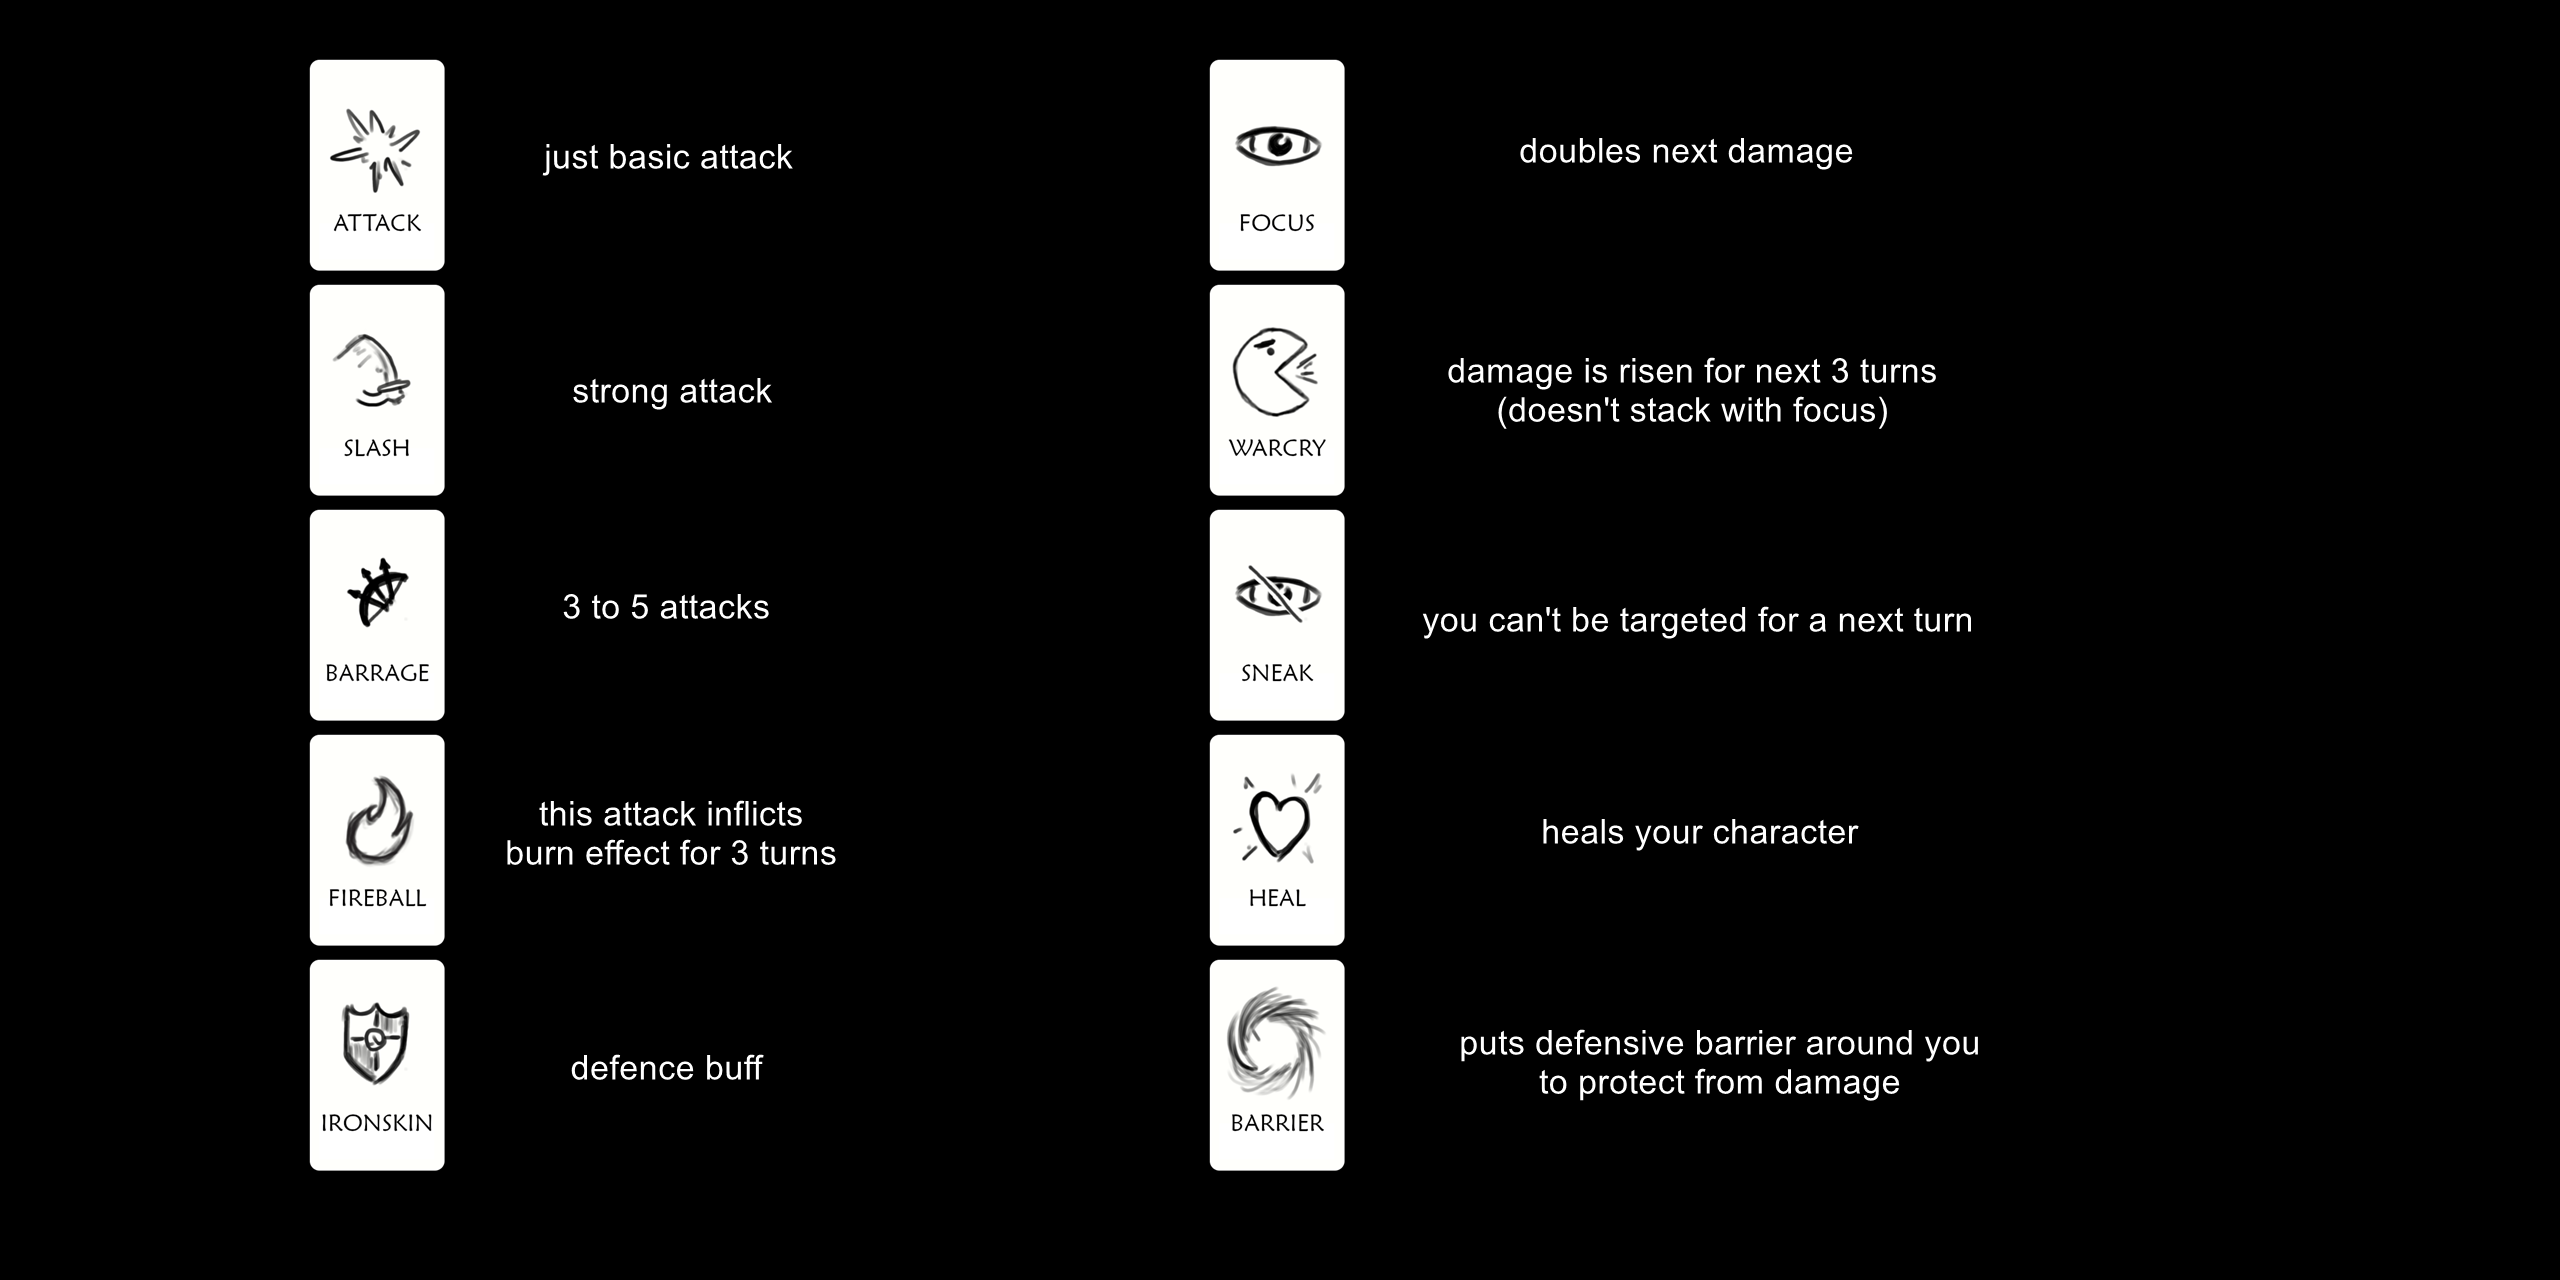 ATTACK
just basic attack
SLASH
strong attack
BARRAGE
3 to 5 attacks
FIREBALL
this attack inflicts
burn effect for 3 turns
IRONSKIN
defence buff
FOCUS
doubles next damage
WARCRY
damage is risen for next 3 turns
(doesn't stack with focus)
SNEAK
you can't be targeted for a next turn
HEAL
heals your character
BARRIER
puts defensive barrier around you
to protect from damage